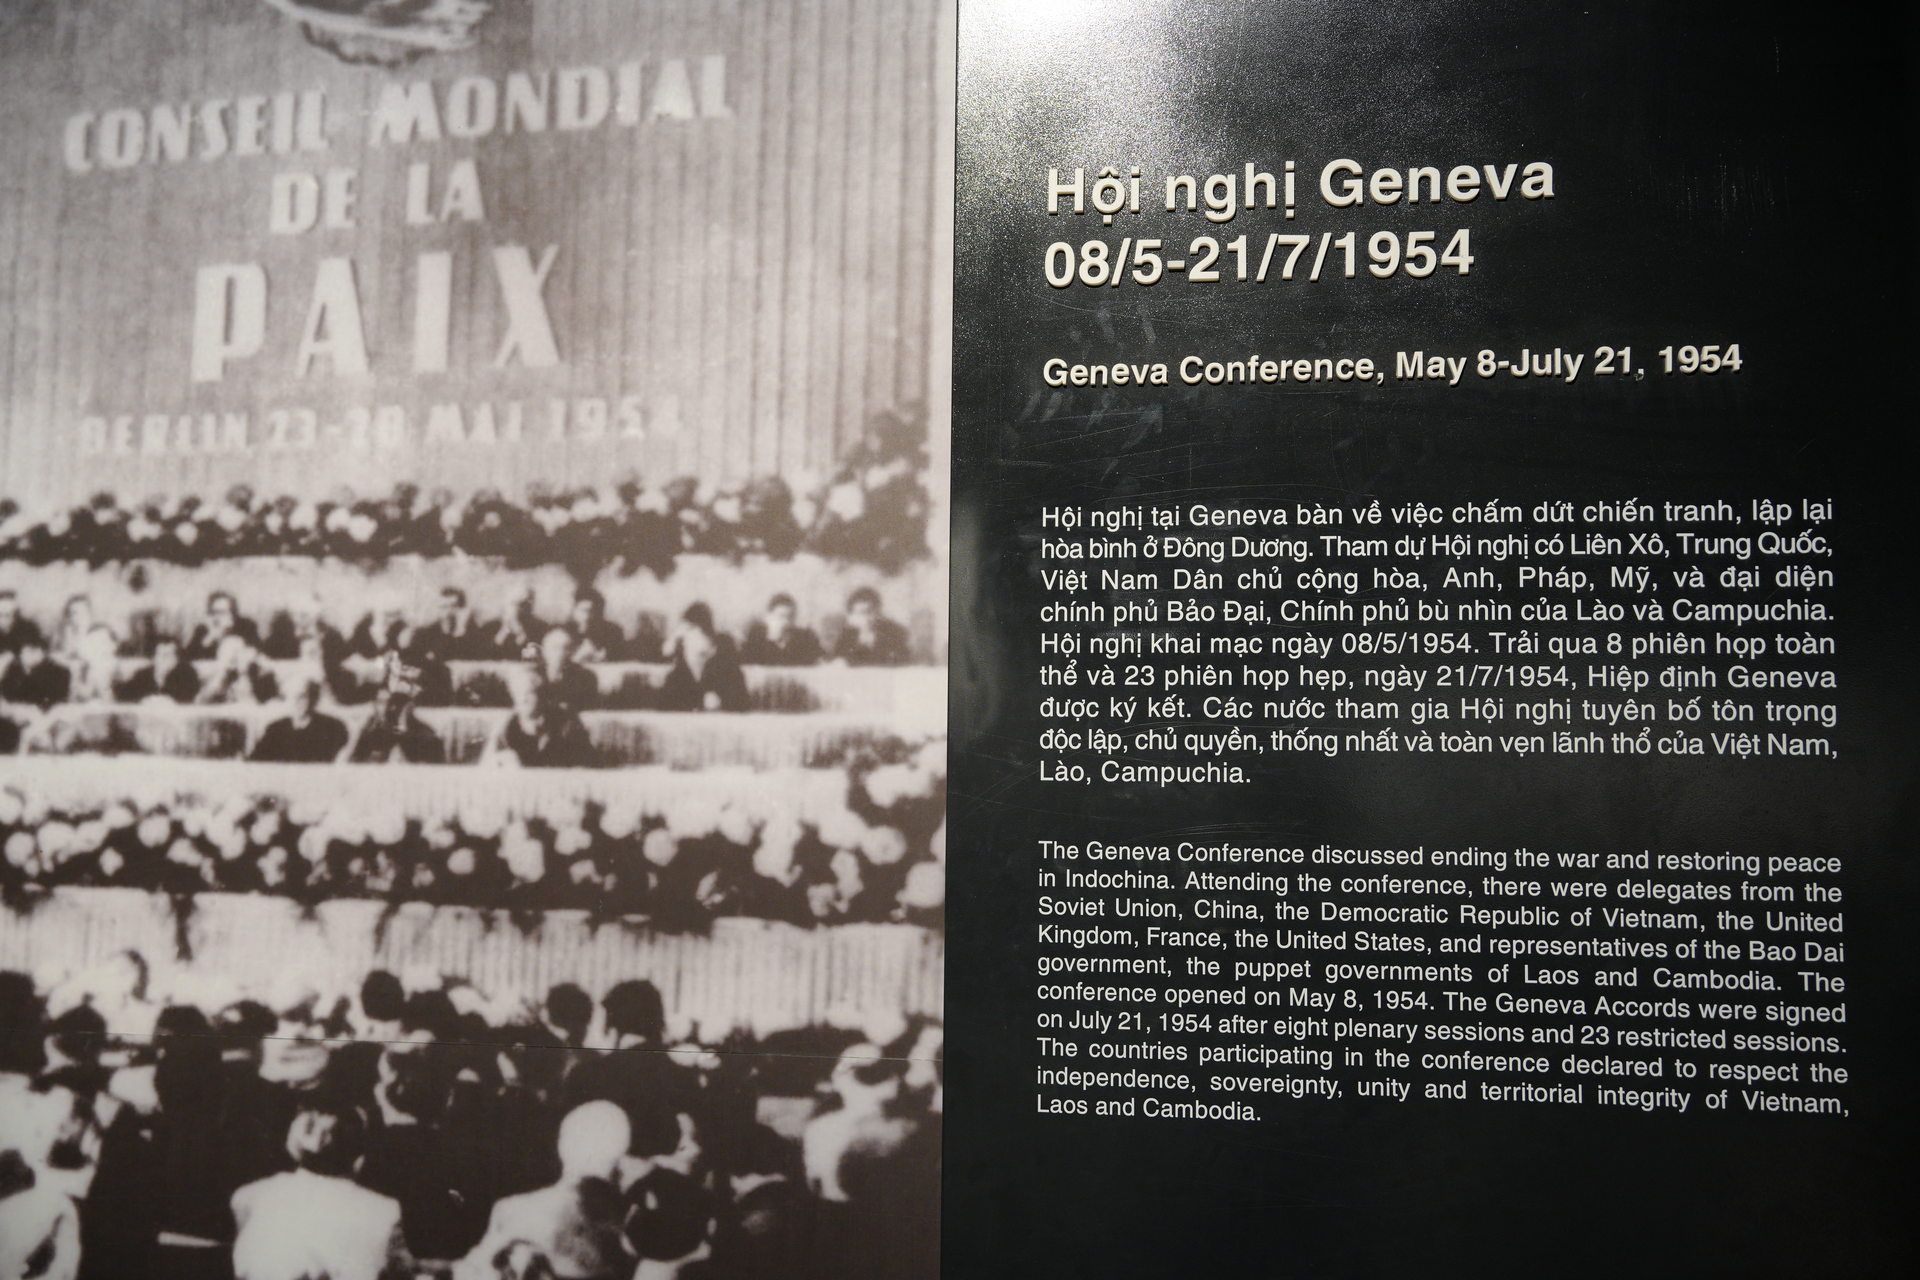 CONSEIL MONDIAL
DE LA
PAIX
BERLIN 23-28 MAI 1954
Hội nghị Geneva
08/5-21/7/1954
Geneva Conference, May 8-July 21, 1954
Hội nghị tại Geneva bàn về việc chấm dứt chiến tranh, lập lại
hòa bình ở Đông Dương. Tham dự Hội nghị có Liên Xô, Trung Quốc,
Việt Nam Dân chủ cộng hòa, Anh, Pháp, Mỹ, và đại diện
chính phủ Bảo Đại, Chính phủ bù nhìn của Lào và Campuchia.
Hội nghị khai mạc ngày 08/5/1954. Trải qua 8 phiên họp toàn
thể và 23 phiên họp hẹp, ngày 21/7/1954, Hiệp định Geneva
được ký kết. Các nước tham gia Hội nghị tuyên bố tôn trọng
độc lập, chủ quyền, thống nhất và toàn vẹn lãnh thổ của Việt Nam,
Lào, Campuchia.
The Geneva Conference discussed ending the war and restoring peace
in Indochina. Attending the conference, there were delegates from the
Soviet Union, China, the Democratic Republic of Vietnam, the United
Kingdom, France, the United States, and representatives of the Bao Dai
government, the puppet governments of Laos and Cambodia. The
conference opened on May 8, 1954. The Geneva Accords were signed
on July 21, 1954 after eight plenary sessions and 23 restricted sessions.
The countries participating in the conference declared to respect the
independence, sovereignty, unity and territorial integrity of Vietnam,
Laos and Cambodia.